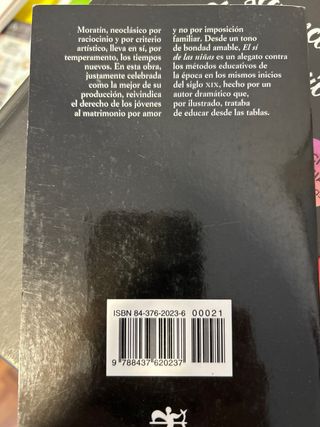 Moratín, neoclásico por
raciocinio y por criterio
artístico, lleva en sí, por
temperamento, los tiempos
nuevos. En esta obra,
justamente celebrada
como la mejor de su
producción, reivindica
el derecho de los jóvenes
al matrimonio por amor
y no por imposición
familiar. Desde un tono
de bondad amable, El sí
de las niñas es un alegato contra
los métodos educativos de
la época en los mismos inicios
del siglo XIX, hecho por un
autor dramático que,
por ilustrado, trataba
de educar desde las tablas.
ISBN 84-376-2023-6
00021
9 788437 620237